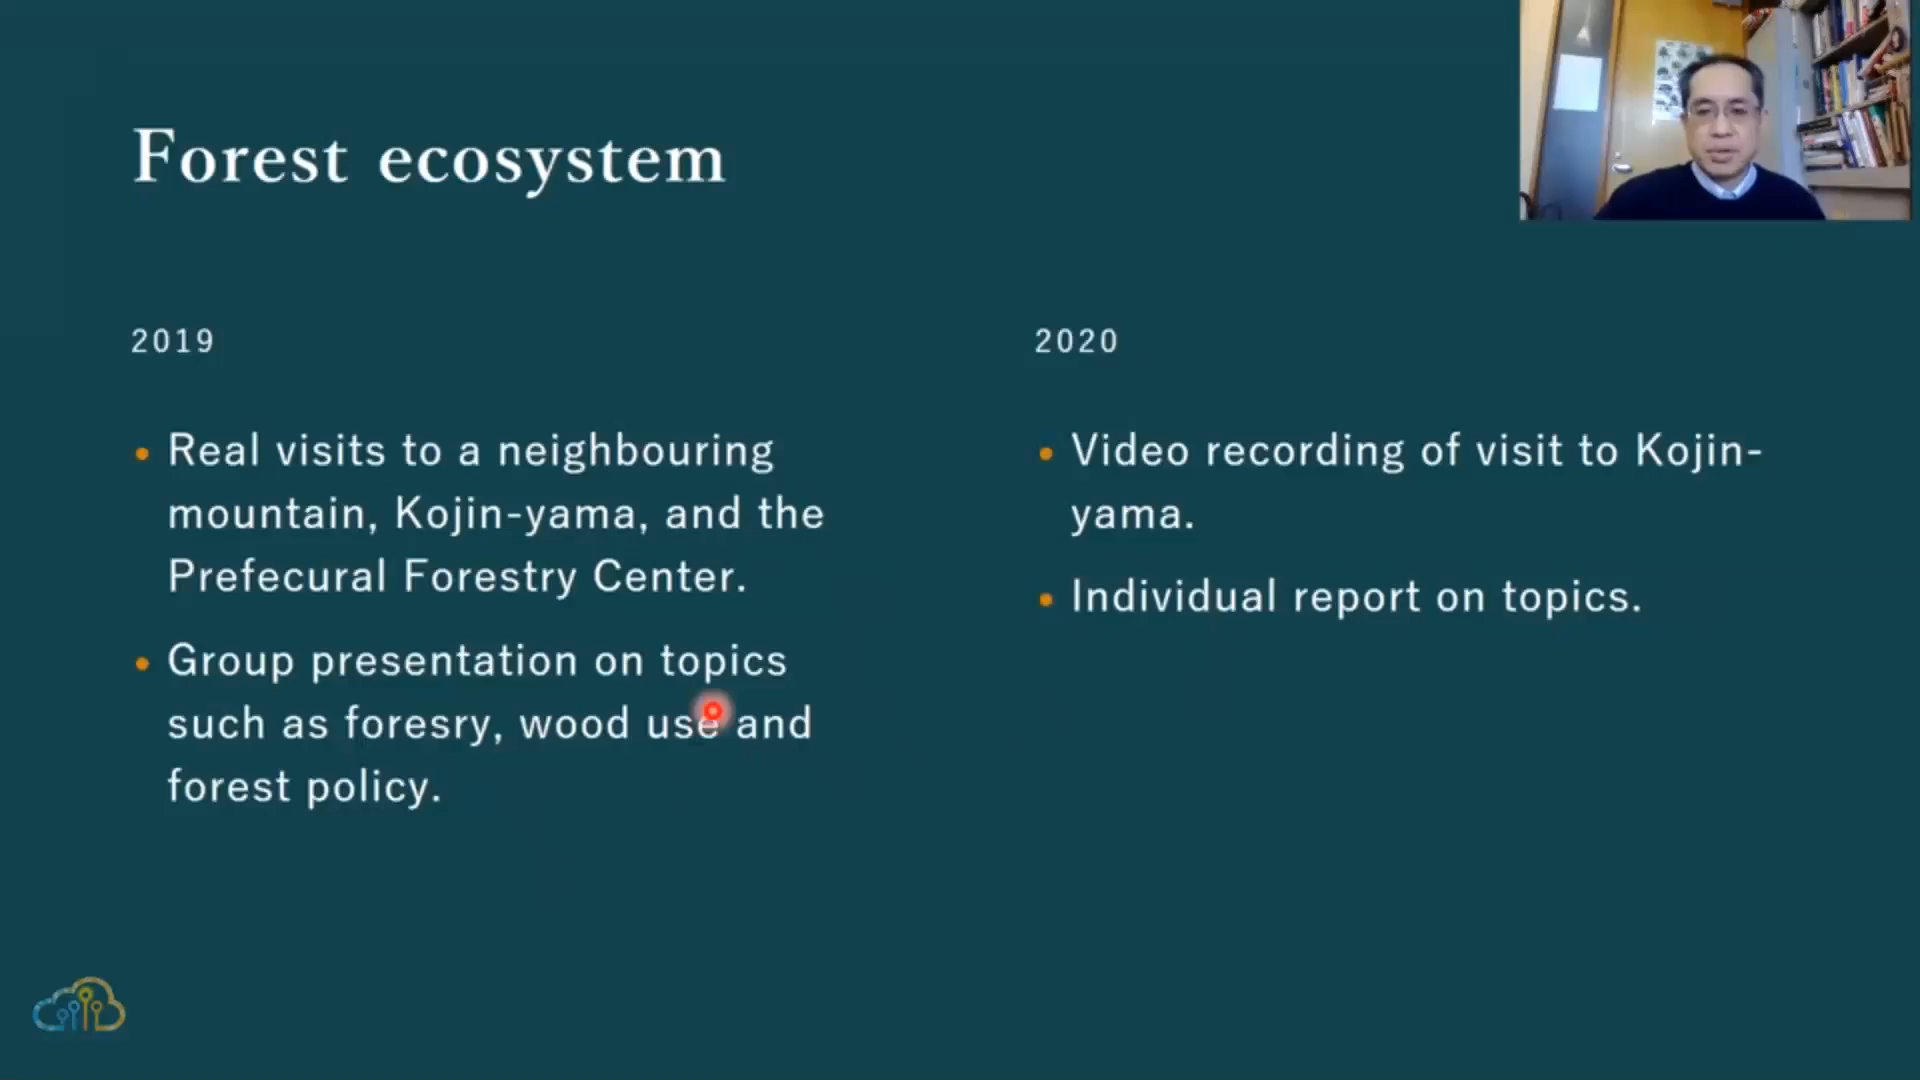 Forest ecosystem
2019
Real visits to a neighbouring
mountain, Kojin-yama, and the
Prefecural Forestry Center.
Group presentation on topics
such as foresry, wood use and
forest policy.
2020
Video recording of visit to Kojin-
yama.
Individual report on topics.